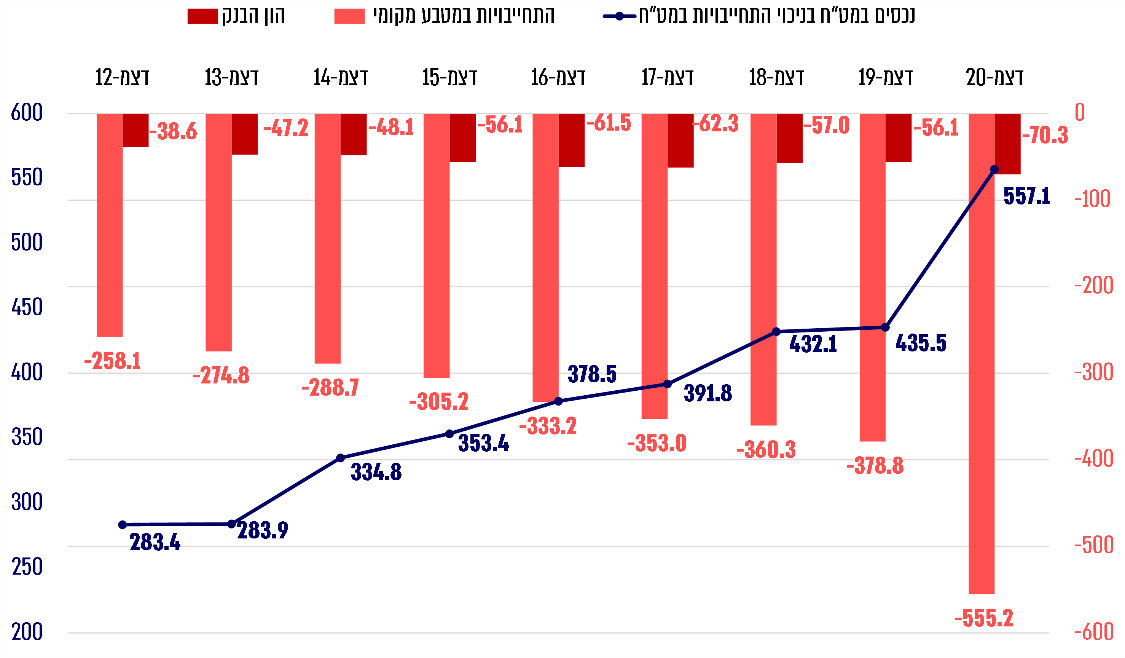 נכסים במט"ח בניכוי התחייבויות במט"ח
התחייבויות במטבע מקומי
הון הבנק
דצמ-12 דצמ-13 דצמ-14 דצמ-15 דצמ-16 דצמ-17 דצמ-18 דצמ-19 דצמ-20
600
550
500
450
400
350
300
250
200
0
-100
-200
-300
-400
-500
-600
-38.6 -47.2 -48.1 -56.1 -61.5 -62.3 -57.0 -56.1 -70.3
-258.1 -274.8 -288.7 -305.2 -333.2 -353.0 -360.3 -378.8 -555.2
283.4 283.9 334.8 353.4 378.5 391.8 432.1 435.5 557.1